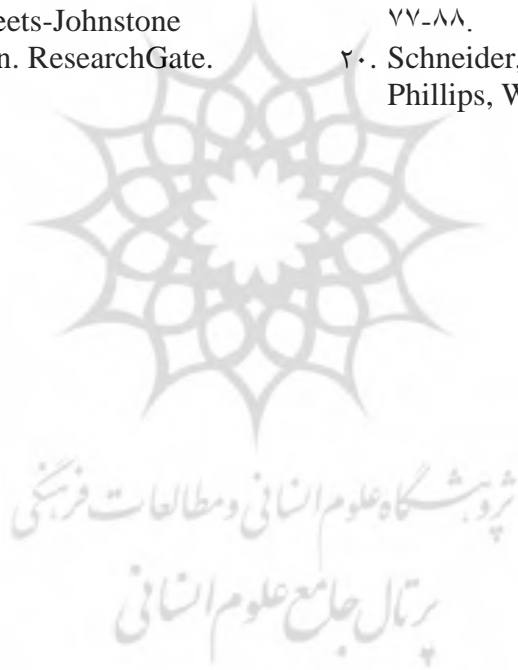 eets-Johnstone
n. ResearchGate.
۷۷-۸۸.
۲۰. Schneider,
Phillips, W
پژوهشگاه علوم انسانی و مطالعات فرهنگی
پرتال جامع علوم انسانی